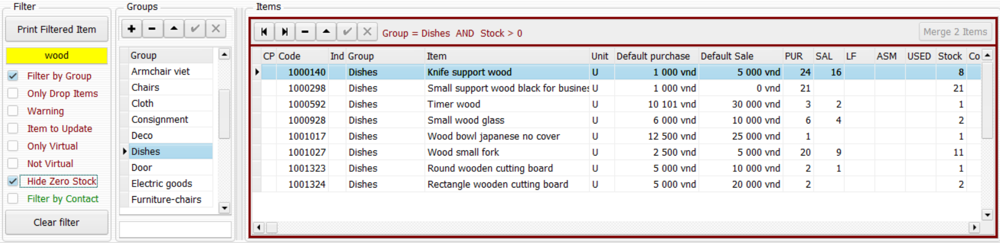 Filter
Print Filtered Item
wood
Filter by Group
Only Drop Items
Warning
Item to Update
Only Virtual
Not Virtual
Hide Zero Stock
Filter by Contact
Clear filter
Groups
Group
Armchair viet
Chairs
Cloth
Consignment
Deco
Dishes
Door
Electric goods
Furniture-chairs
Items
Group = Dishes AND Stock > 0
Merge 2 Items
CP Code Ind Group Item Unit Default purchase Default Sale PUR SAL LF ASM USED Stock Co
1000140 Dishes Knife support wood U 1 000 vnd 5 000 vnd 24 16 8
1000298 Dishes Small support wood black for busines U 1 000 vnd 0 vnd 21 21
1000592 Dishes Timer wood U 10 101 vnd 30 000 vnd 3 2 1
1000928 Dishes Small wood glass U 6 000 vnd 10 000 vnd 6 4 2
1001017 Dishes Wood bowl japanese no cover U 12 500 vnd 25 000 vnd 1 1
1001027 Dishes Wood small fork U 2 500 vnd 5 000 vnd 20 9 11
1001323 Dishes Round wooden cutting board U 5 000 vnd 10 000 vnd 2 1 1
1001324 Dishes Rectangle wooden cutting board U 5 000 vnd 20 000 vnd 2 2